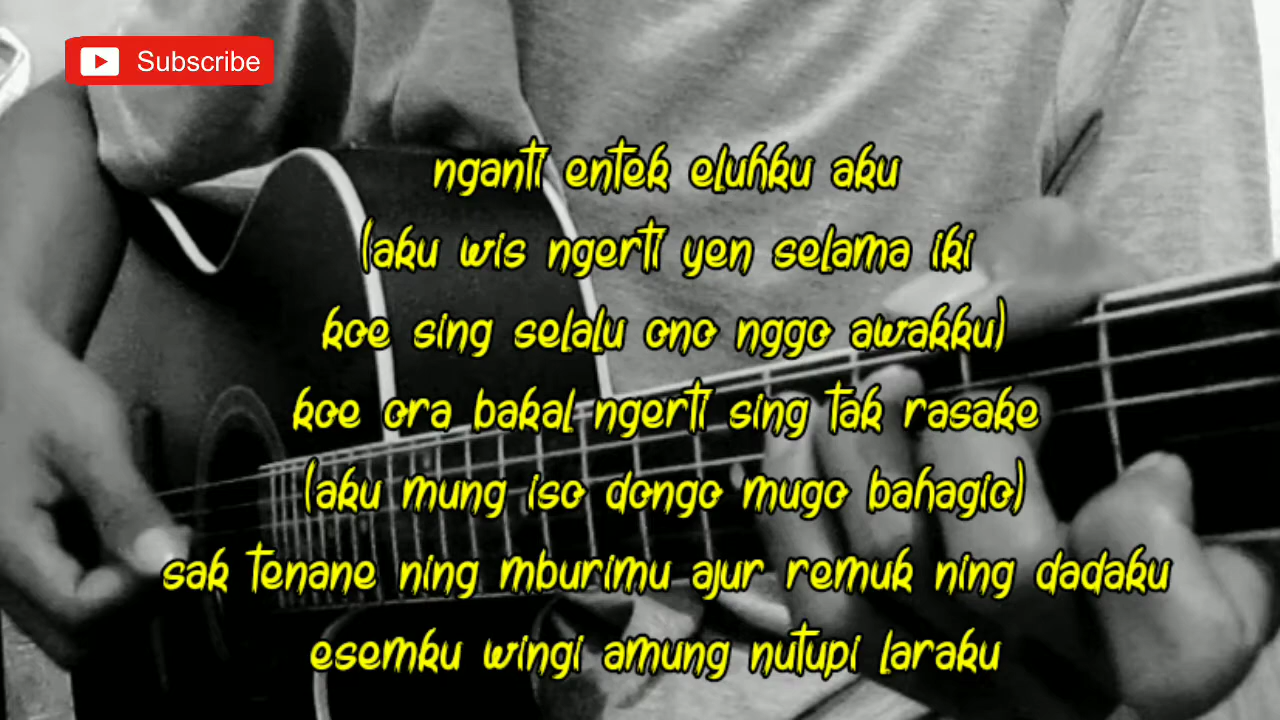 Subscribe
nganti entek eluhku aku
(aku wis ngerti yen selama iki
koe sing selalu ono nggo awakku)
koe ora bakal ngerti sing tak rasake
(aku mung iso dongo mugo bahagio)
sak tenane ning mburimu ajur remuk ning dadaku
esemku wingi amung nutupi laraku